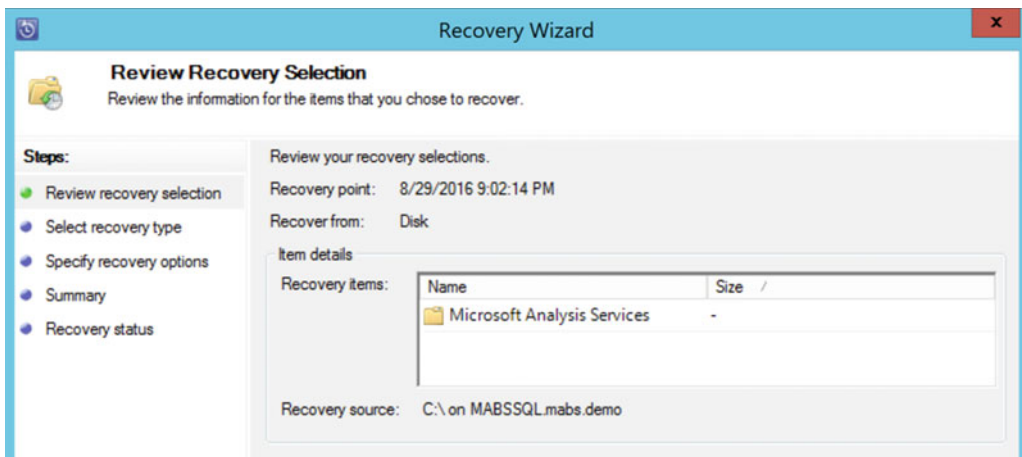 Recovery Wizard
x
Review Recovery Selection
Review the information for the items that you chose to recover.
Steps:
Review recovery selection
Select recovery type
Specify recovery options
Summary
Recovery status
Review your recovery selections.
Recovery point: 8/29/2016 9:02:14 PM
Recover from: Disk
Item details
Recovery items:
Name Size /
Microsoft Analysis Services -
Recovery source: C:\ on MABSSQL.mabs.demo